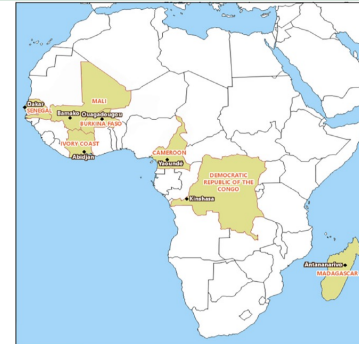 MALI
Dakar
SENEGAL
Bamako
Ouagadougou
BURKINA FASO
IVORY COAST
Abidjan
CAMEROON
Yaoundé
DEMOCRATIC
REPUBLIC OF THE
CONGO
Kinshasa
Antananarivo
MADAGASCAR